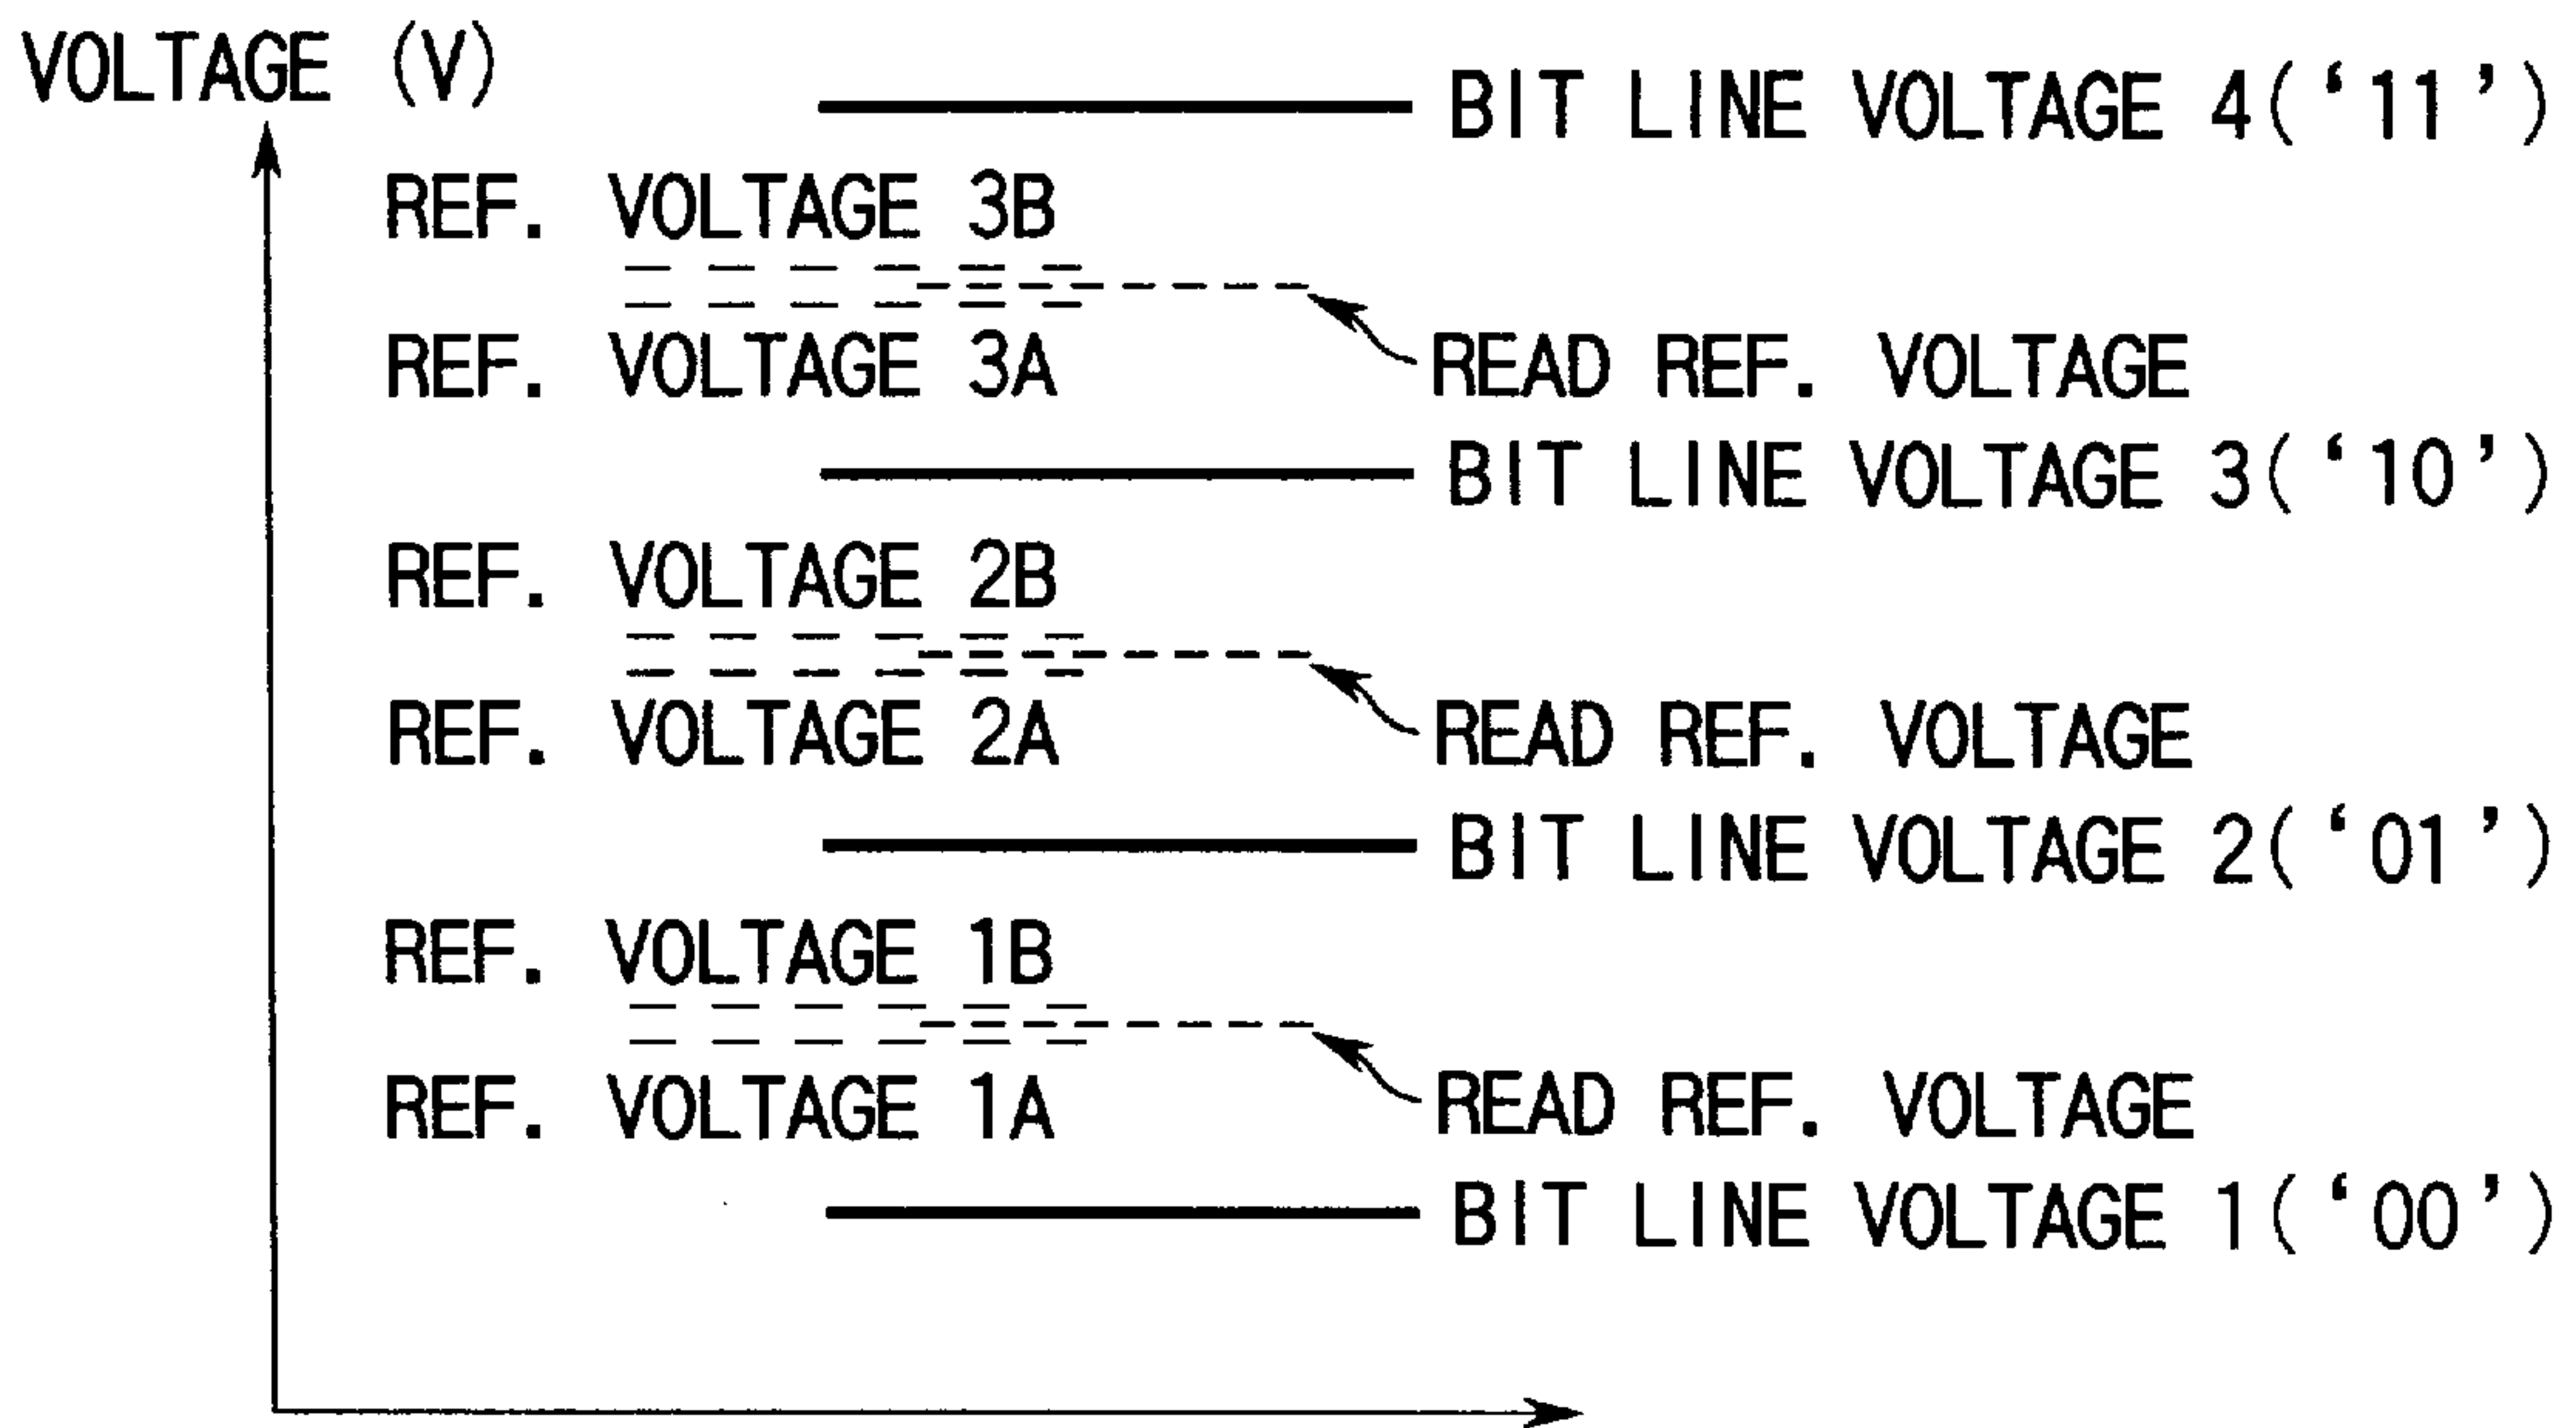 VOLTAGE (V)
BIT LINE VOLTAGE 4(‘11’)
REF. VOLTAGE 3B
REF. VOLTAGE 3A
READ REF. VOLTAGE
BIT LINE VOLTAGE 3(‘10’)
REF. VOLTAGE 2B
REF. VOLTAGE 2A
READ REF. VOLTAGE
BIT LINE VOLTAGE 2(‘01’)
REF. VOLTAGE 1B
REF. VOLTAGE 1A
READ REF. VOLTAGE
BIT LINE VOLTAGE 1(‘00’)